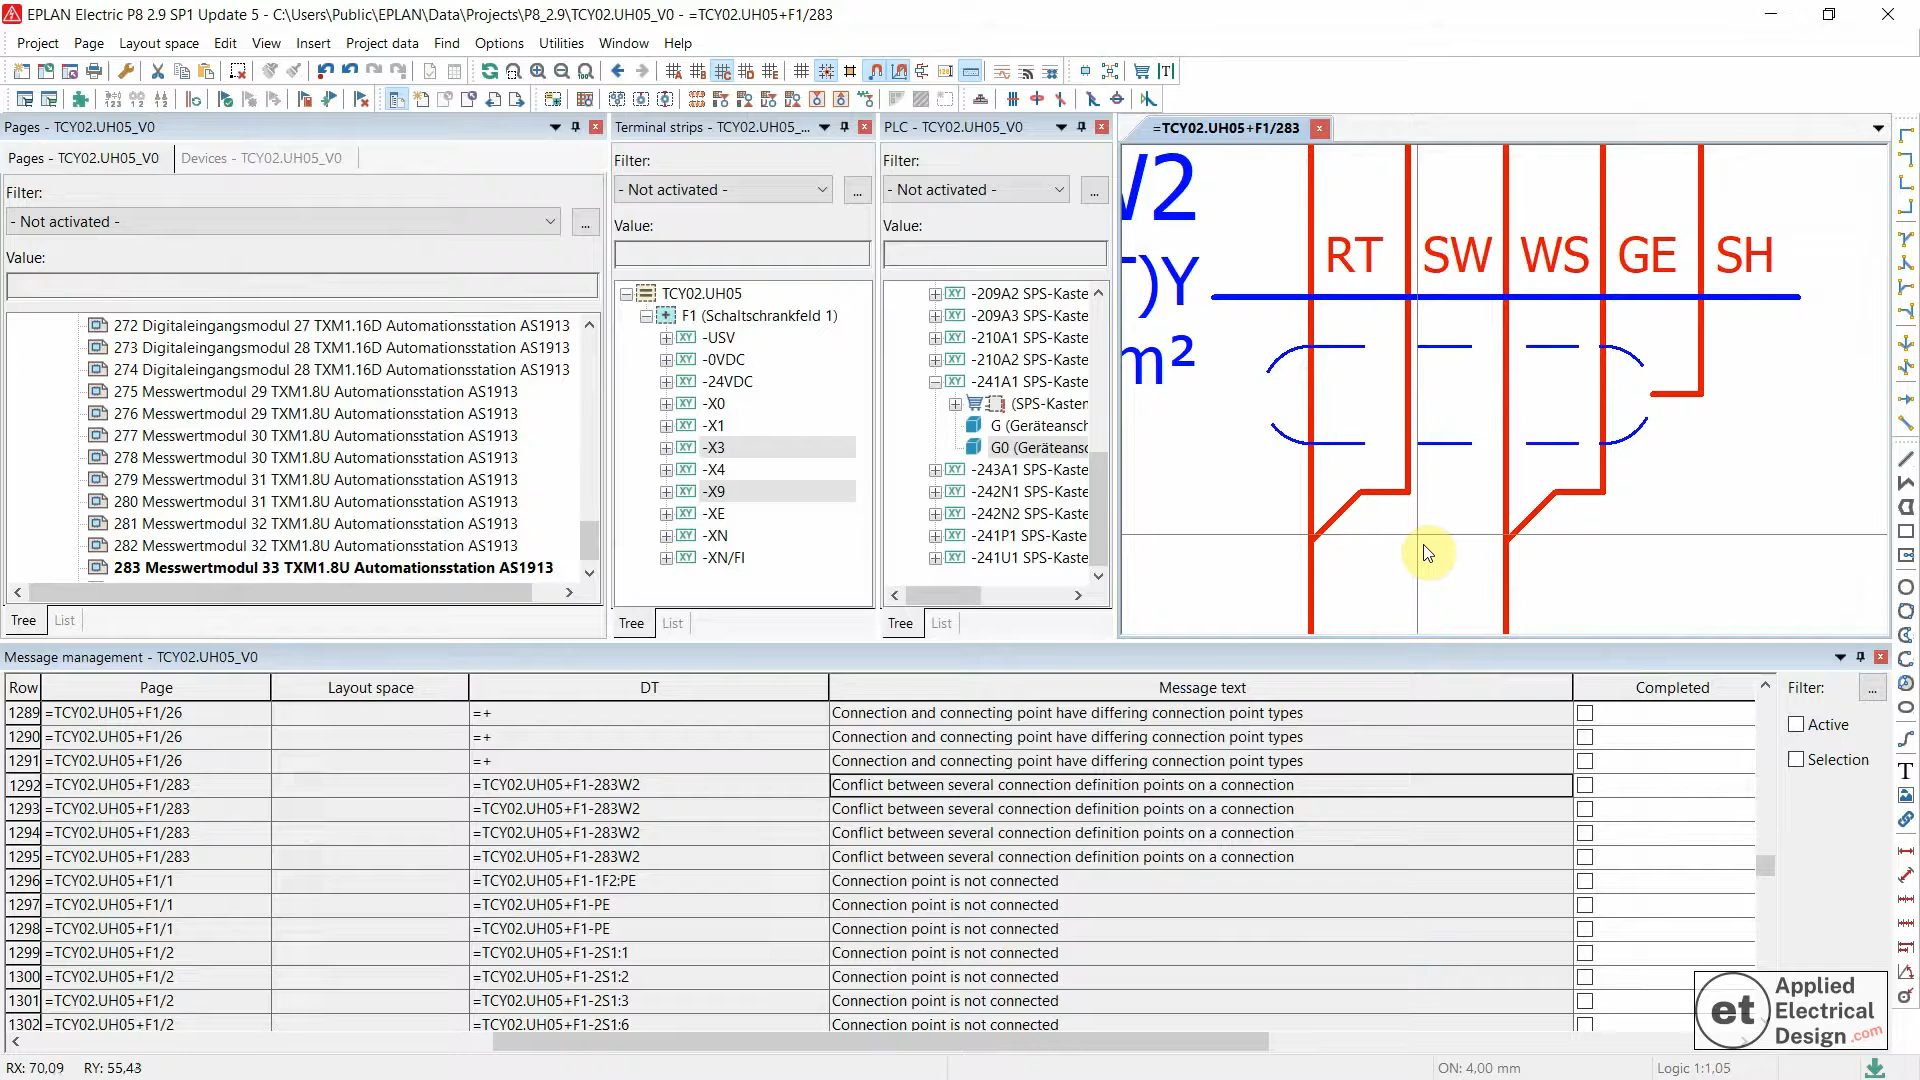 EPLAN Electric P8 2.9 SP1 Update 5 - C:\Users\Public\EPLAN\Data\Projects\P8_2.9\TCY02.UH05_V0 - =TCY02.UH05+F1/283
Project Page Layout space Edit View Insert Project data Find Options Utilities Window Help
Pages - TCY02.UH05_V0
Pages - TCY02.UH05_V0 Devices - TCY02.UH05_V0
Filter:
- Not activated - ...
Value:
272 Digitaleingangsmodul 27 TXM1.16D Automationsstation AS1913
273 Digitaleingangsmodul 28 TXM1.16D Automationsstation AS1913
274 Digitaleingangsmodul 28 TXM1.16D Automationsstation AS1913
275 Messwertmodul 29 TXM1.8U Automationsstation AS1913
276 Messwertmodul 29 TXM1.8U Automationsstation AS1913
277 Messwertmodul 30 TXM1.8U Automationsstation AS1913
278 Messwertmodul 30 TXM1.8U Automationsstation AS1913
279 Messwertmodul 31 TXM1.8U Automationsstation AS1913
280 Messwertmodul 31 TXM1.8U Automationsstation AS1913
281 Messwertmodul 32 TXM1.8U Automationsstation AS1913
282 Messwertmodul 32 TXM1.8U Automationsstation AS1913
283 Messwertmodul 33 TXM1.8U Automationsstation AS1913
Tree List
Terminal strips - TCY02.UH05_...
Filter:
- Not activated - ...
Value:
TCY02.UH05
F1 (Schaltschrankfeld 1)
-USV
-0VDC
-24VDC
-X0
-X1
-X3
-X4
-X9
-XE
-XN
-XN/FI
Tree List
PLC - TCY02.UH05_V0
Filter:
- Not activated - ...
Value:
-209A2 SPS-Kaste
-209A3 SPS-Kaste
-210A1 SPS-Kaste
-210A2 SPS-Kaste
-241A1 SPS-Kaste
(SPS-Kasten
G (Geräteansch
G0 (Geräteansc
-243A1 SPS-Kaste
-242N1 SPS-Kaste
-242N2 SPS-Kaste
-241P1 SPS-Kaste
-241U1 SPS-Kaste
Tree List
=TCY02.UH05+F1/283
W2
)Y
m²
RT SW WS GE SH
Message management - TCY02.UH05_V0
Row Page Layout space DT Message text Completed
1289 =TCY02.UH05+F1/26 =+ Connection and connecting point have differing connection point types
1290 =TCY02.UH05+F1/26 =+ Connection and connecting point have differing connection point types
1291 =TCY02.UH05+F1/26 =+ Connection and connecting point have differing connection point types
1292 =TCY02.UH05+F1/283 =TCY02.UH05+F1-283W2 Conflict between several connection definition points on a connection
1293 =TCY02.UH05+F1/283 =TCY02.UH05+F1-283W2 Conflict between several connection definition points on a connection
1294 =TCY02.UH05+F1/283 =TCY02.UH05+F1-283W2 Conflict between several connection definition points on a connection
1295 =TCY02.UH05+F1/283 =TCY02.UH05+F1-283W2 Conflict between several connection definition points on a connection
1296 =TCY02.UH05+F1/1 =TCY02.UH05+F1-1F2:PE Connection point is not connected
1297 =TCY02.UH05+F1/1 =TCY02.UH05+F1-PE Connection point is not connected
1298 =TCY02.UH05+F1/1 =TCY02.UH05+F1-PE Connection point is not connected
1299 =TCY02.UH05+F1/2 =TCY02.UH05+F1-2S1:1 Connection point is not connected
1300 =TCY02.UH05+F1/2 =TCY02.UH05+F1-2S1:2 Connection point is not connected
1301 =TCY02.UH05+F1/2 =TCY02.UH05+F1-2S1:3 Connection point is not connected
1302 =TCY02.UH05+F1/2 =TCY02.UH05+F1-2S1:6 Connection point is not connected
Filter: ...
Active
Selection
et Applied
Electrical
Design.com
RX: 70,09 RY: 55,43 ON: 4,00 mm Logic 1:1,05